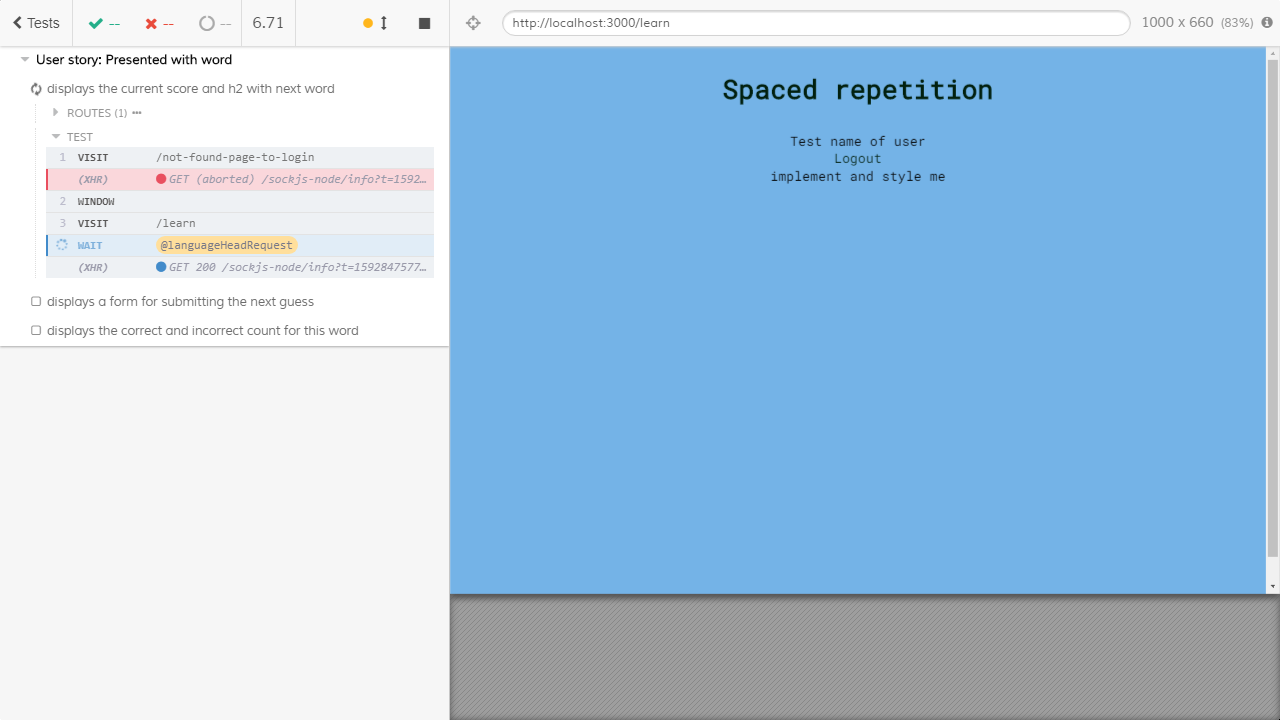 Tests
--
--
--
6.71
http://localhost:3000/learn
1000 x 660 (83%)
User story: Presented with word
displays the current score and h2 with next word
ROUTES (1)
TEST
1 VISIT /not-found-page-to-login
(XHR) GET (aborted) /sockjs-node/info?t=1592…
2 WINDOW
3 VISIT /learn
WAIT @languageHeadRequest
(XHR) GET 200 /sockjs-node/info?t=1592847577…
displays a form for submitting the next guess
displays the correct and incorrect count for this word
Spaced repetition
Test name of user
Logout
implement and style me